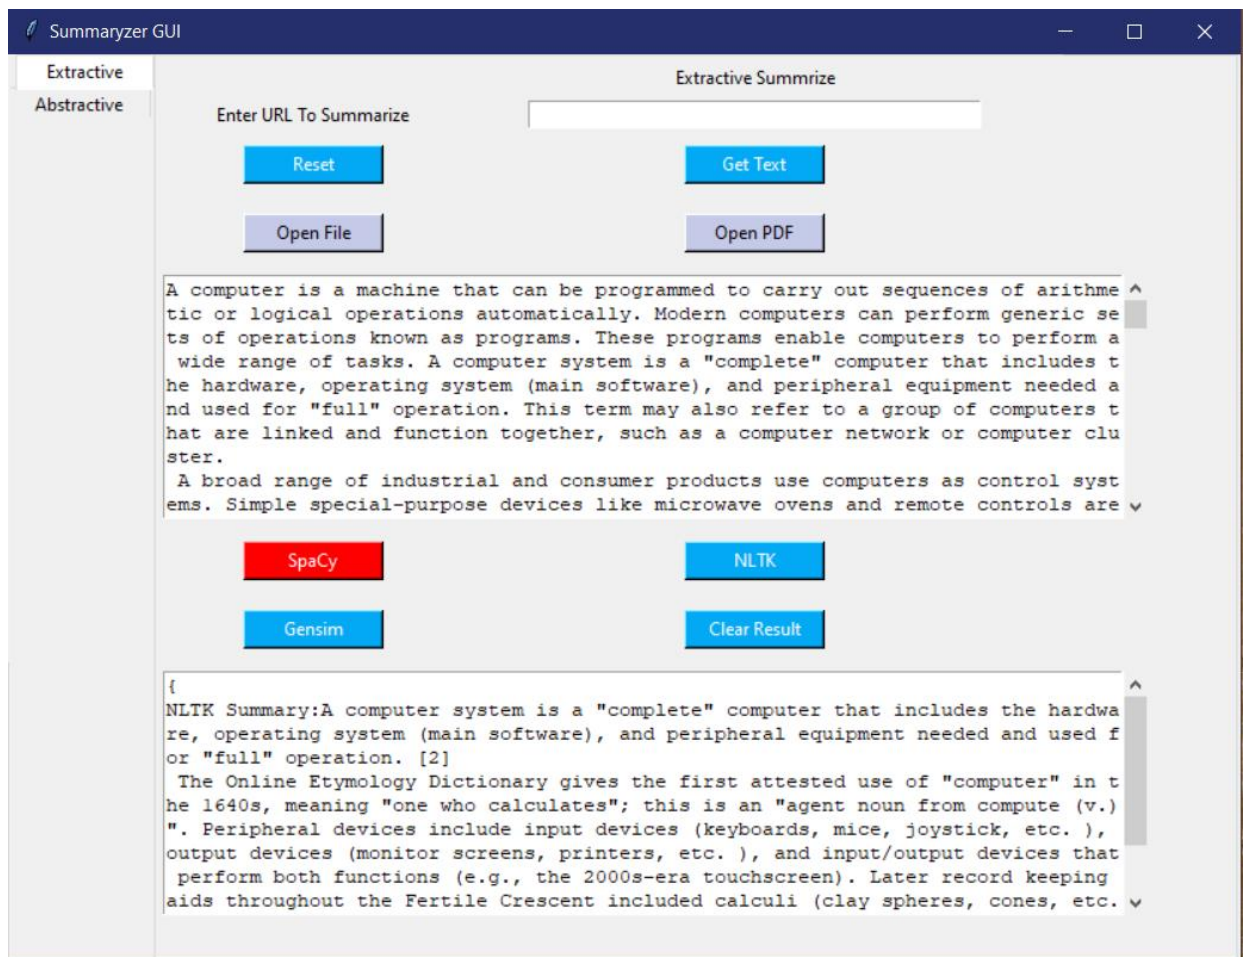 Summaryzer GUI
Extractive
Abstractive
Extractive Summrize
Enter URL To Summarize
Reset
Get Text
Open File
Open PDF
A computer is a machine that can be programmed to carry out sequences of arithme
tic or logical operations automatically. Modern computers can perform generic se
ts of operations known as programs. These programs enable computers to perform a
 wide range of tasks. A computer system is a "complete" computer that includes t
he hardware, operating system (main software), and peripheral equipment needed a
nd used for "full" operation. This term may also refer to a group of computers t
hat are linked and function together, such as a computer network or computer clu
ster.
 A broad range of industrial and consumer products use computers as control syst
ems. Simple special-purpose devices like microwave ovens and remote controls are
SpaCy
NLTK
Gensim
Clear Result
{
NLTK Summary:A computer system is a "complete" computer that includes the hardwa
re, operating system (main software), and peripheral equipment needed and used f
or "full" operation. [2]
 The Online Etymology Dictionary gives the first attested use of "computer" in t
he 1640s, meaning "one who calculates"; this is an "agent noun from compute (v.)
". Peripheral devices include input devices (keyboards, mice, joystick, etc. ),
output devices (monitor screens, printers, etc. ), and input/output devices that
 perform both functions (e.g., the 2000s-era touchscreen). Later record keeping
aids throughout the Fertile Crescent included calculi (clay spheres, cones, etc.